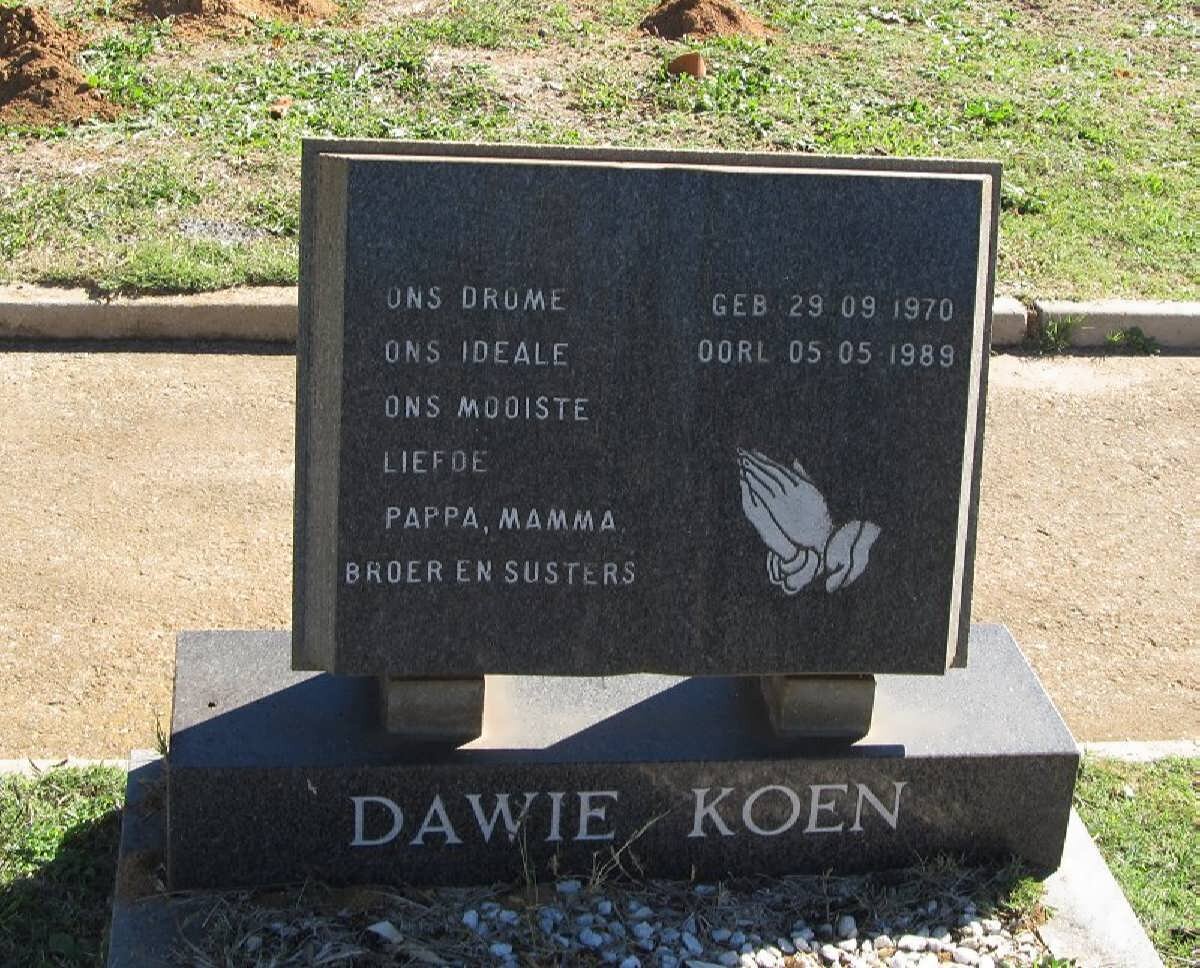 ONS DROME
ONS IDEALE
ONS MOOISTE
LIEFDE
PAPPA, MAMMA
BROER EN SUSTERS
GEB 29 09 1970
OORL 05 05 1989
DAWIE KOEN